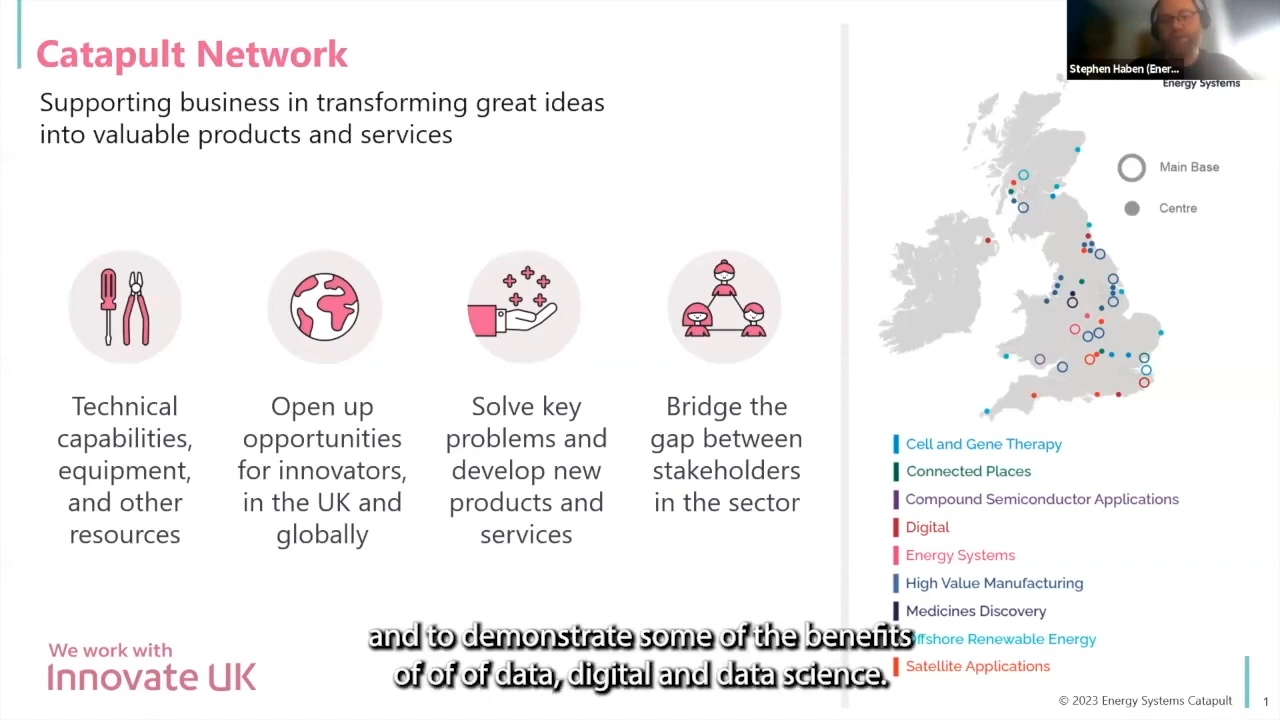 Catapult Network
Supporting business in transforming great ideas
into valuable products and services
Stephen Haben (Ener...
Energy Systems
Main Base
Centre
Technical
capabilities,
equipment,
and other
resources
Open up
opportunities
for innovators,
in the UK and
globally
Solve key
problems and
develop new
products and
services
Bridge the
gap between
stakeholders
in the sector
Cell and Gene Therapy
Connected Places
Compound Semiconductor Applications
Digital
Energy Systems
High Value Manufacturing
Medicines Discovery
Offshore Renewable Energy
Satellite Applications
We work with
Innovate UK
and to demonstrate some of the benefits
of of of data, digital and data science.
© 2023 Energy Systems Catapult
1